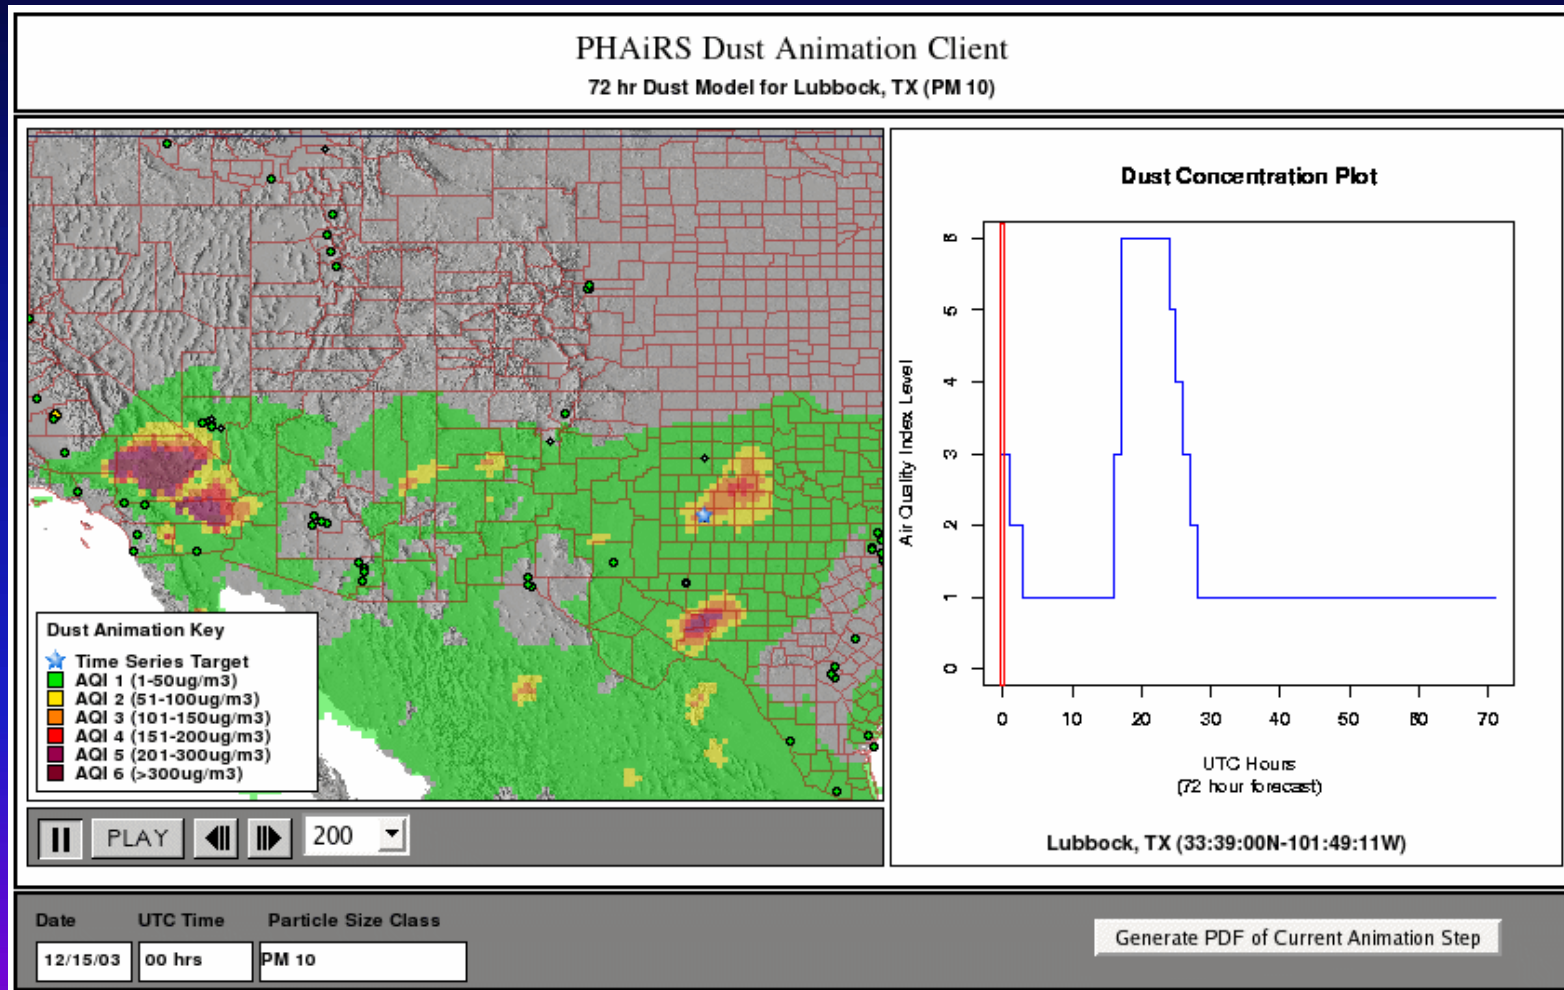 PHAiRS Dust Animation Client
72 hr Dust Model for Lubbock, TX (PM 10)
Dust Animation Key
Time Series Target
AQI 1 (1-50ug/m3)
AQI 2 (51-100ug/m3)
AQI 3 (101-150ug/m3)
AQI 4 (151-200ug/m3)
AQI 5 (201-300ug/m3)
AQI 6 (>300ug/m3)
PLAY
200
Dust Concentration Plot
Air Quality Index Level
6
5
4
3
2
1
0
0 10 20 30 40 50 60 70
UTC Hours
(72 hour forecast)
Lubbock, TX (33:39:00N-101:49:11W)
Date UTC Time Particle Size Class
12/15/03 00 hrs PM 10
Generate PDF of Current Animation Step